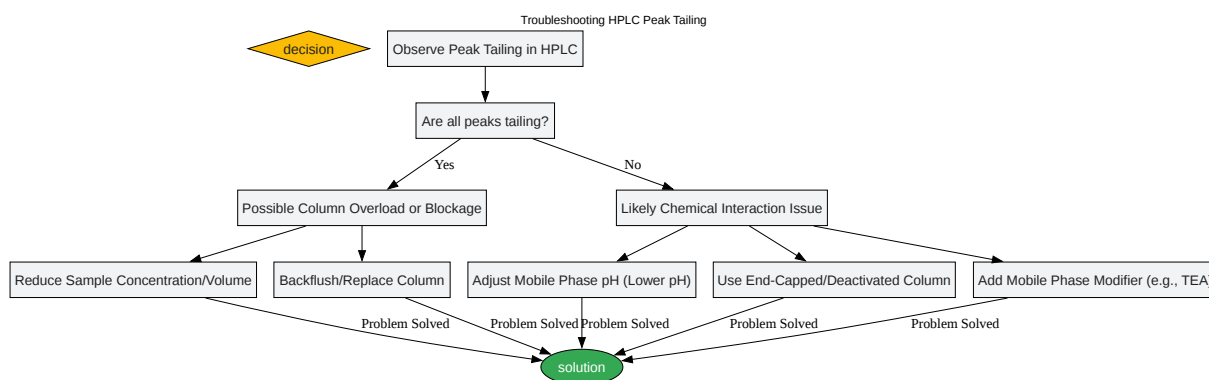 Troubleshooting HPLC Peak Tailing
decision
Observe Peak Tailing in HPLC
Are all peaks tailing?
Yes
No
Possible Column Overload or Blockage
Likely Chemical Interaction Issue
Reduce Sample Concentration/Volume
Backflush/Replace Column
Adjust Mobile Phase pH (Lower pH)
Use End-Capped/Deactivated Column
Add Mobile Phase Modifier (e.g., TEA)
Problem Solved
Problem Solved
Problem Solved
Problem Solved
Problem Solved
solution